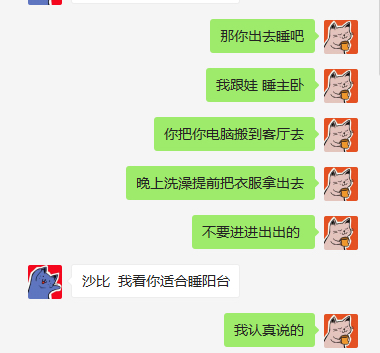 那你出去睡吧
我跟娃 睡主卧
你把你电脑搬到客厅去
晚上洗澡提前把衣服拿出去
不要进进出出的
沙比 我看你适合睡阳台
我认真说的